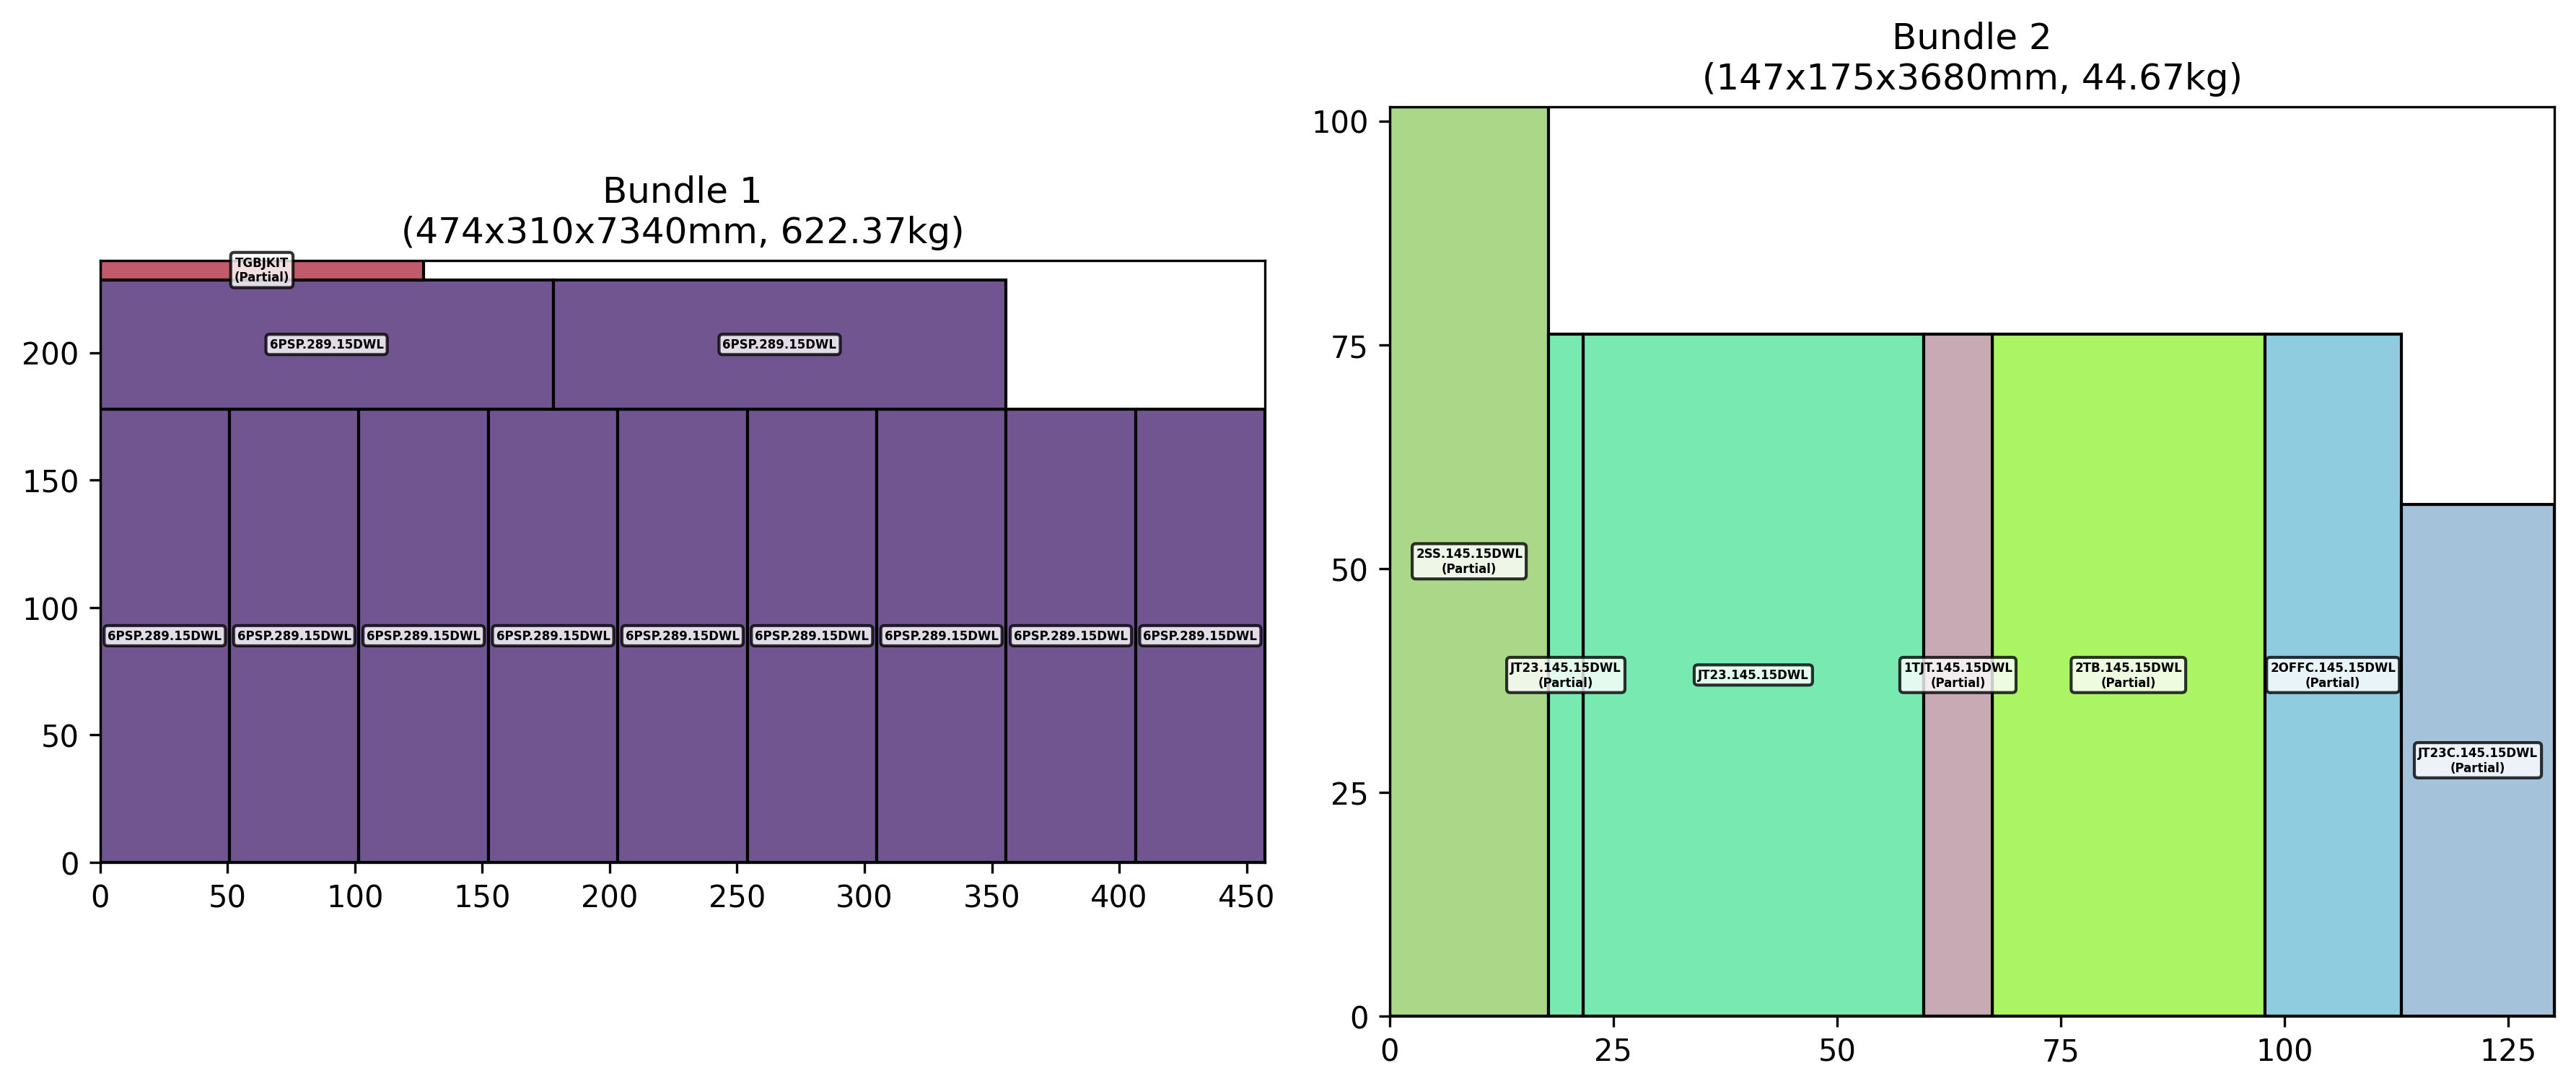 Bundle 1
(474x310x7340mm, 622.37kg)
TGBJKIT
(Partial)
6PSP.289.15DWL
6PSP.289.15DWL
6PSP.289.15DWL
6PSP.289.15DWL
6PSP.289.15DWL
6PSP.289.15DWL
6PSP.289.15DWL
6PSP.289.15DWL
6PSP.289.15DWL
6PSP.289.15DWL
6PSP.289.15DWL
200
150
100
50
0
0 50 100 150 200 250 300 350 400 450
Bundle 2
(147x175x3680mm, 44.67kg)
2SS.145.15DWL
(Partial)
JT23.145.15DWL
(Partial)
JT23.145.15DWL
1TJT.145.15DWL
(Partial)
2TB.145.15DWL
(Partial)
2OFFC.145.15DWL
(Partial)
JT23C.145.15DWL
(Partial)
100
75
50
25
0
0 25 50 75 100 125